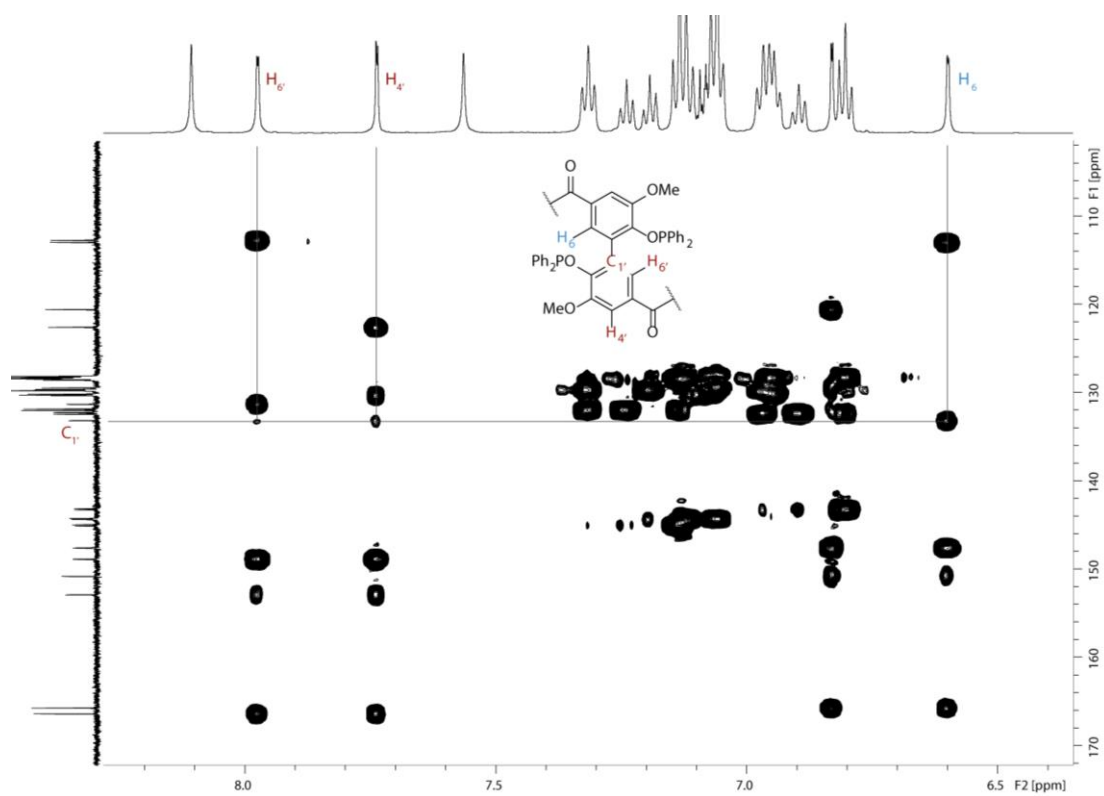 H6'
H4'
H6
O
OMe
H6
OPPh2
Ph2PO
C1'
H6'
MeO
O
H4'
C1'
110
120
130
140
150
160
170
F1 [ppm]
8.0
7.5
7.0
6.5
F2 [ppm]